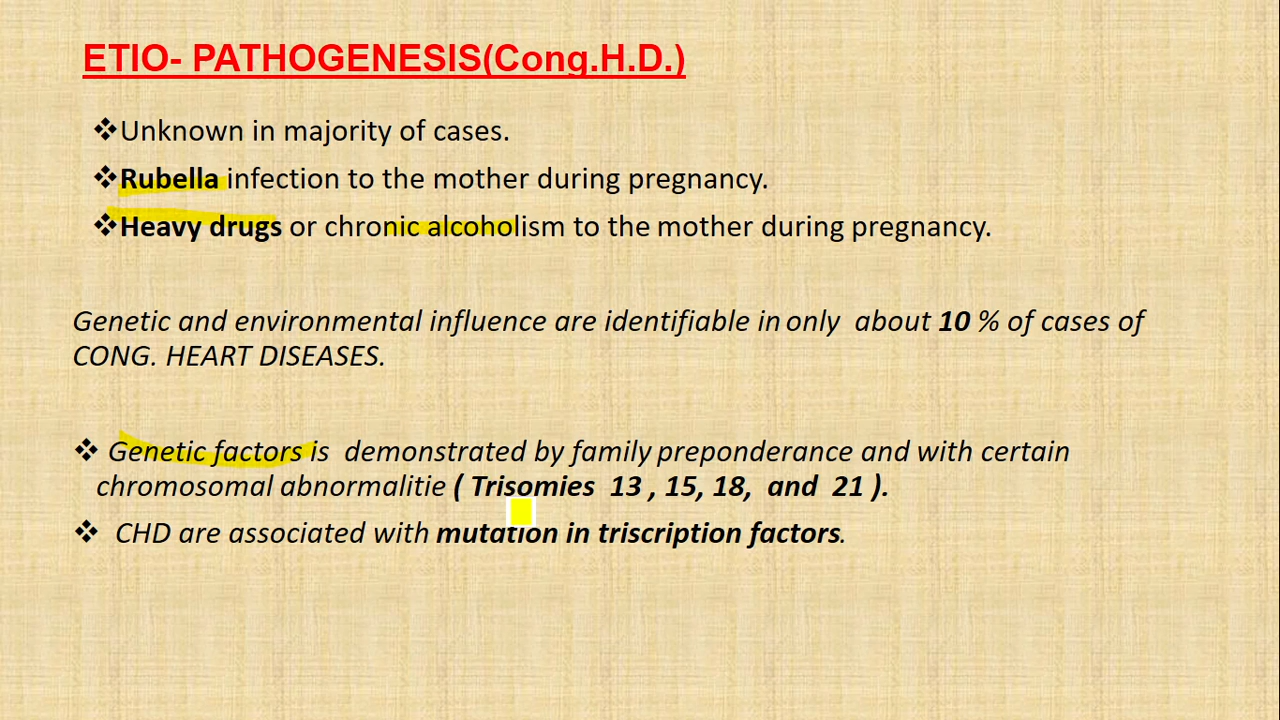 ETIO- PATHOGENESIS(Cong.H.D.)
❖Unknown in majority of cases.
❖Rubella infection to the mother during pregnancy.
❖Heavy drugs or chronic alcoholism to the mother during pregnancy.
Genetic and environmental influence are identifiable in only about 10 % of cases of
CONG. HEART DISEASES.
❖ Genetic factors is demonstrated by family preponderance and with certain
chromosomal abnormalitie ( Trisomies 13 , 15, 18, and 21 ).
❖ CHD are associated with mutation in triscription factors.